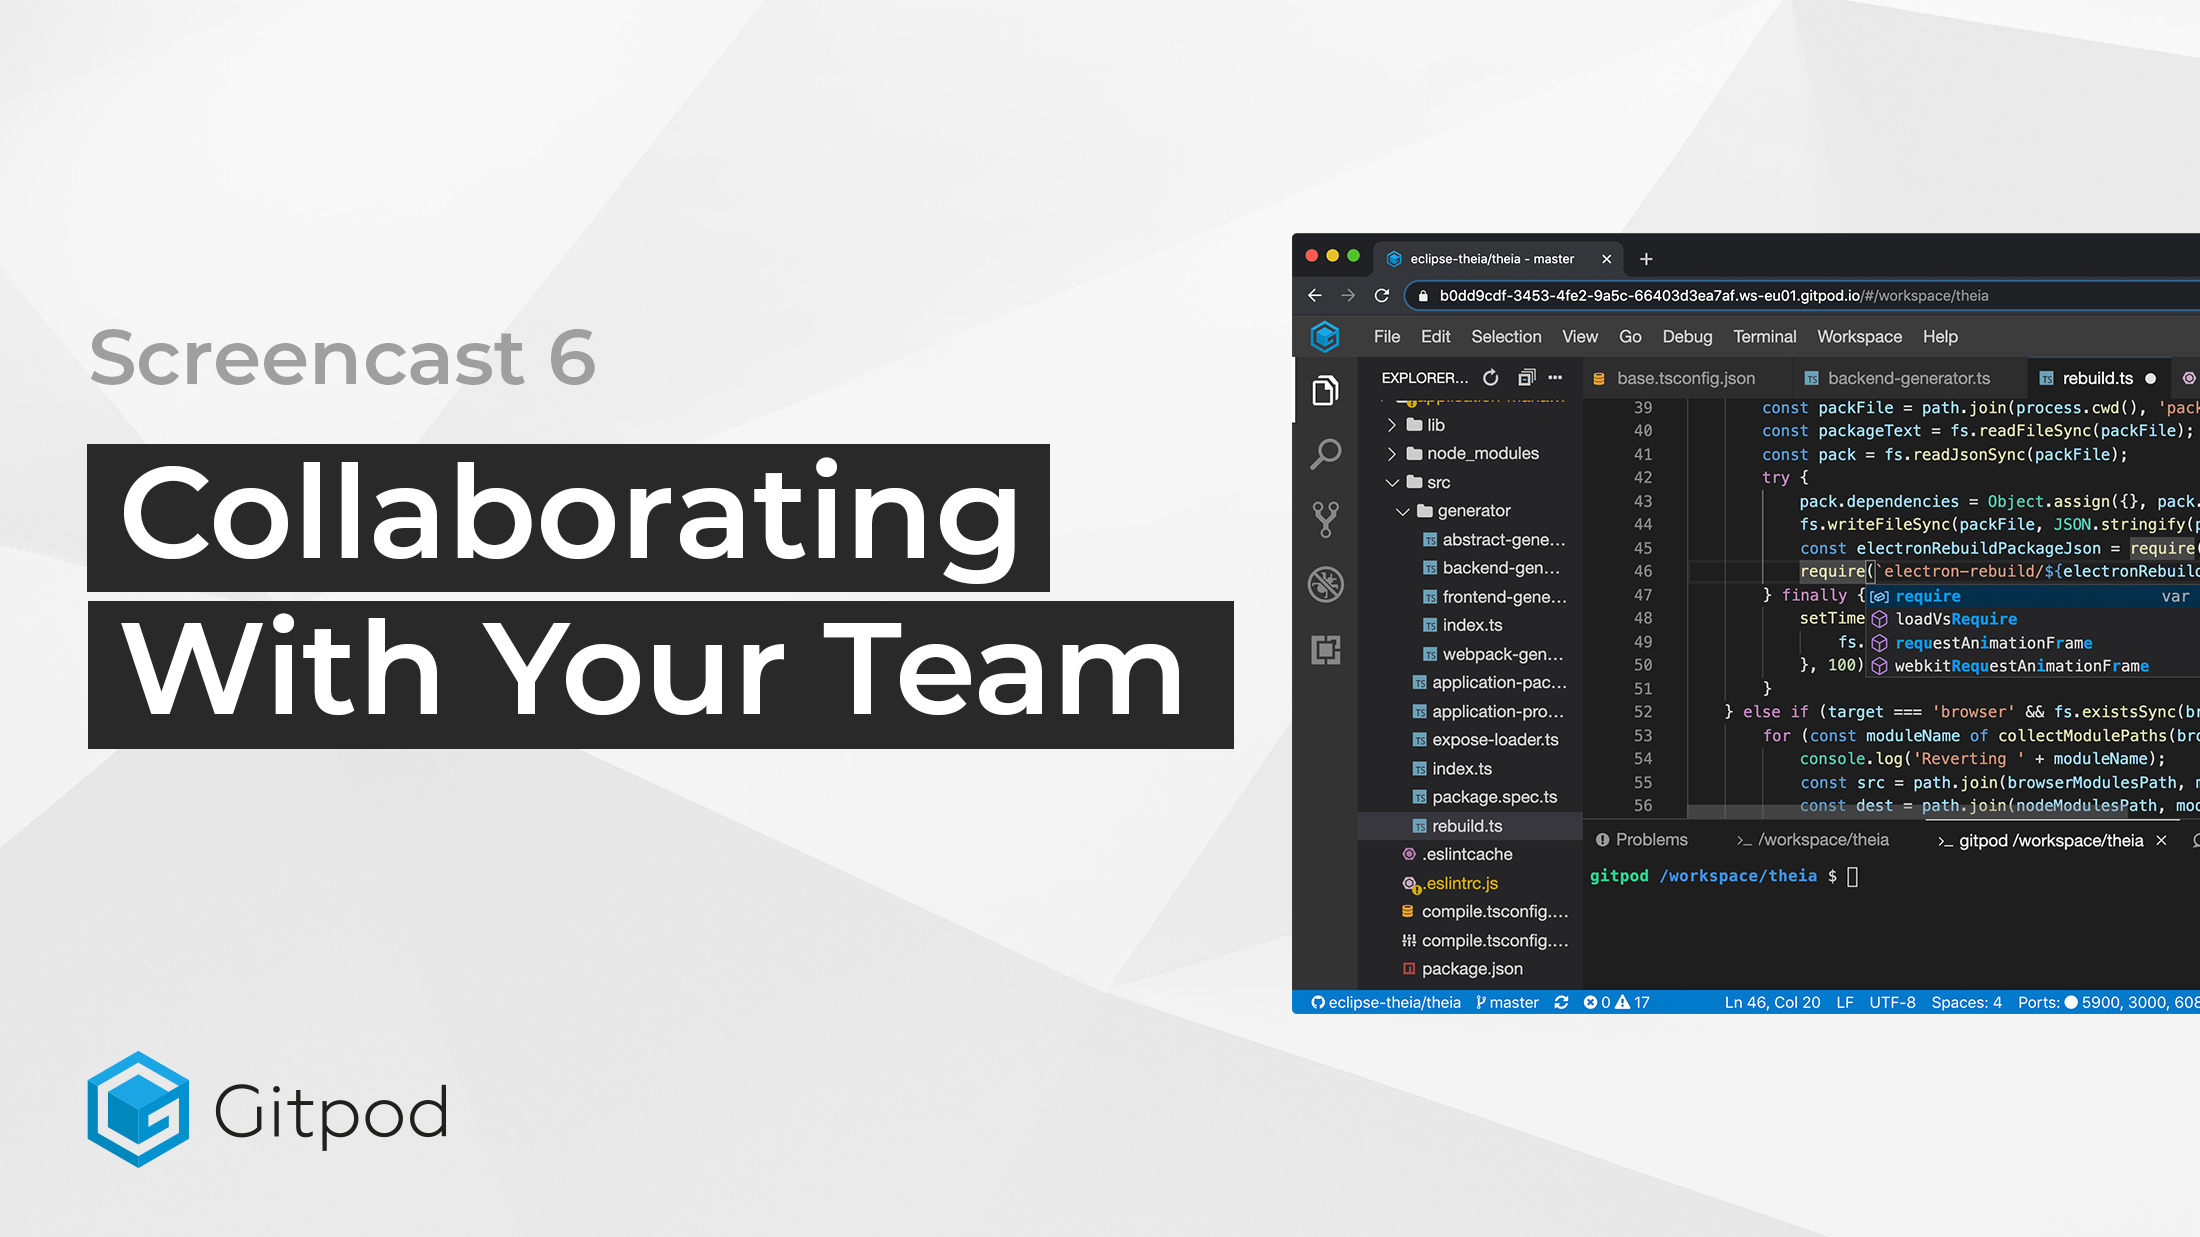 Screencast 6
Collaborating
With Your Team
Gitpod
eclipse-theia/theia - master
b0dd9cdf-3453-4fe2-9a5c-66403d3ea7af.ws-eu01.gitpod.io/#/workspace/theia
File Edit Selection View Go Debug Terminal Workspace Help
EXPLORER...
lib
node_modules
src
generator
abstract-gene...
backend-gen...
frontend-gene...
index.ts
webpack-gen...
application-pac...
application-pro...
expose-loader.ts
index.ts
package.spec.ts
rebuild.ts
.eslintcache
.eslintrc.js
compile.tsconfig....
compile.tsconfig....
package.json
base.tsconfig.json backend-generator.ts rebuild.ts
39 const packFile = path.join(process.cwd(), 'pack
40 const packageText = fs.readFileSync(packFile);
41 const pack = fs.readJsonSync(packFile);
42 try {
43 pack.dependencies = Object.assign({}, pack.
44 fs.writeFileSync(packFile, JSON.stringify(p
45 const electronRebuildPackageJson = require(
46 require(`electron-rebuild/${electronRebuild
47 } finally {
48 setTime
49 fs.
50 }, 100)
51 }
52 } else if (target === 'browser' && fs.existsSync(br
53 for (const moduleName of collectModulePaths(bro
54 console.log('Reverting ' + moduleName);
55 const src = path.join(browserModulesPath, m
56 const dest = path.join(nodeModulesPath, mod
require var
loadVsRequire
requestAnimationFrame
webkitRequestAnimationFrame
Problems >_ /workspace/theia >_ gitpod /workspace/theia
gitpod /workspace/theia $
eclipse-theia/theia master 0 17 Ln 46, Col 20 LF UTF-8 Spaces: 4 Ports: 5900, 3000, 608